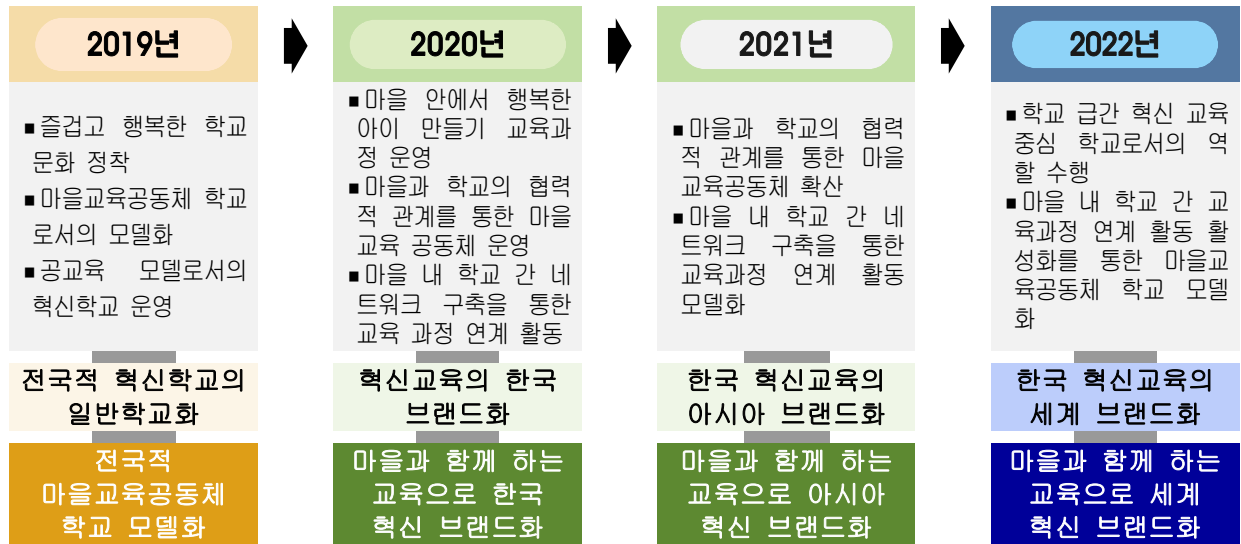 2019년
■ 즐겁고 행복한 학교
문화 정착
■ 마을교육공동체 학교
로서의 모델화
■ 공교육 모델로서의
혁신학교 운영
전국적 혁신학교의
일반학교화
전국적
마을교육공동체
학교 모델화
2020년
■ 마을 안에서 행복한
아이 만들기 교육과
정 운영
■ 마을과 학교의 협력
적 관계를 통한 마을
교육 공동체 운영
■ 마을 내 학교 간 네
트워크 구축을 통한
교육 과정 연계 활동
혁신교육의 한국
브랜드화
마을과 함께 하는
교육으로 한국
혁신 브랜드화
2021년
■ 마을과 학교의 협력
적 관계를 통한 마을
교육공동체 확산
■ 마을 내 학교 간 네
트워크 구축을 통한
교육과정 연계 활동
모델화
한국 혁신교육의
아시아 브랜드화
마을과 함께 하는
교육으로 아시아
혁신 브랜드화
2022년
■ 학교 급간 혁신 교육
중심 학교로서의 역
할 수행
■ 마을 내 학교 간 교
육과정 연계 활동 활
성화를 통한 마을교
육공동체 학교 모델
화
한국 혁신교육의
세계 브랜드화
마을과 함께 하는
교육으로 세계
혁신 브랜드화